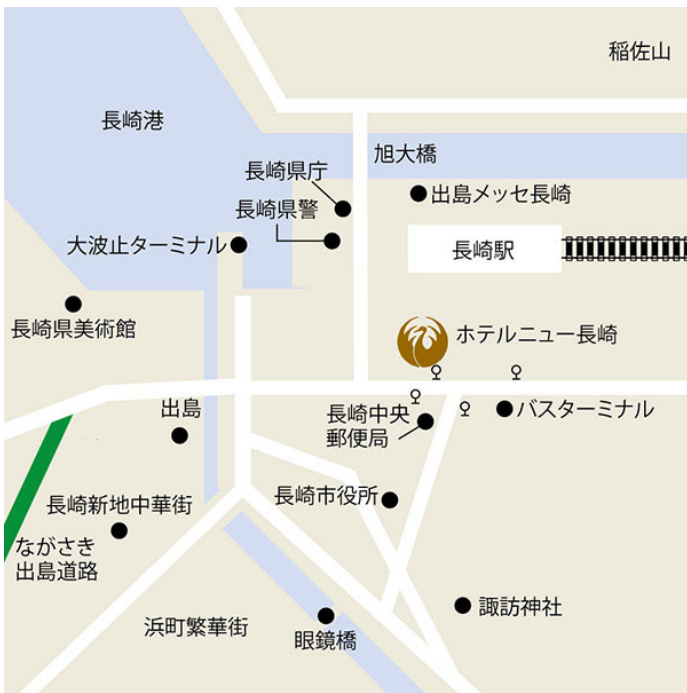 稲佐山
長崎港
旭大橋
長崎県庁
出島メッセ長崎
長崎県警
大波止ターミナル
長崎駅
長崎県美術館
ホテルニュー長崎
出島
長崎中央
郵便局
バスターミナル
長崎新地中華街
長崎市役所
ながさき
出島道路
諏訪神社
浜町繁華街
眼鏡橋